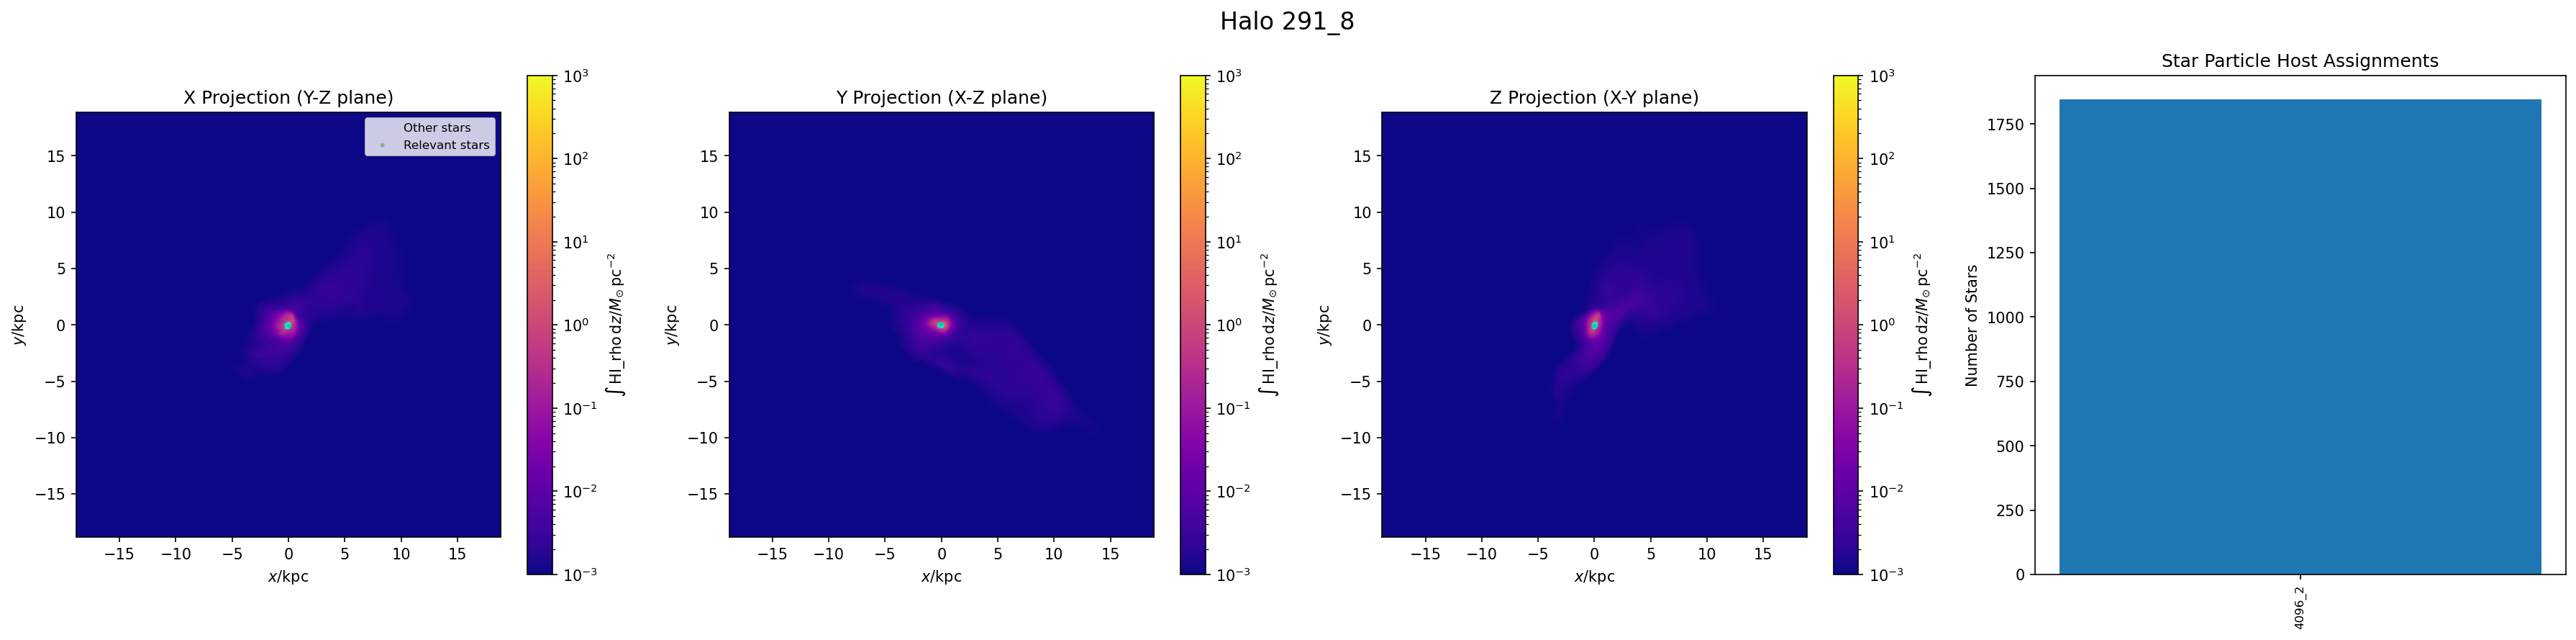 Halo 291_8
X Projection (Y-Z plane)
Other stars
Relevant stars
15
10
5
0
−5
−10
−15
y/kpc
−15 −10 −5 0 5 10 15
x/kpc
10³
10²
10¹
10⁰
10⁻¹
10⁻²
10⁻³
∫ HI_rho dz/M⊙ pc⁻²
Y Projection (X-Z plane)
15
10
5
0
−5
−10
−15
y/kpc
−15 −10 −5 0 5 10 15
x/kpc
10³
10²
10¹
10⁰
10⁻¹
10⁻²
10⁻³
∫ HI_rho dz/M⊙ pc⁻²
Z Projection (X-Y plane)
15
10
5
0
−5
−10
−15
y/kpc
−15 −10 −5 0 5 10 15
x/kpc
10³
10²
10¹
10⁰
10⁻¹
10⁻²
10⁻³
∫ HI_rho dz/M⊙ pc⁻²
Star Particle Host Assignments
1750
1500
1250
1000
750
500
250
0
Number of Stars
4096_2